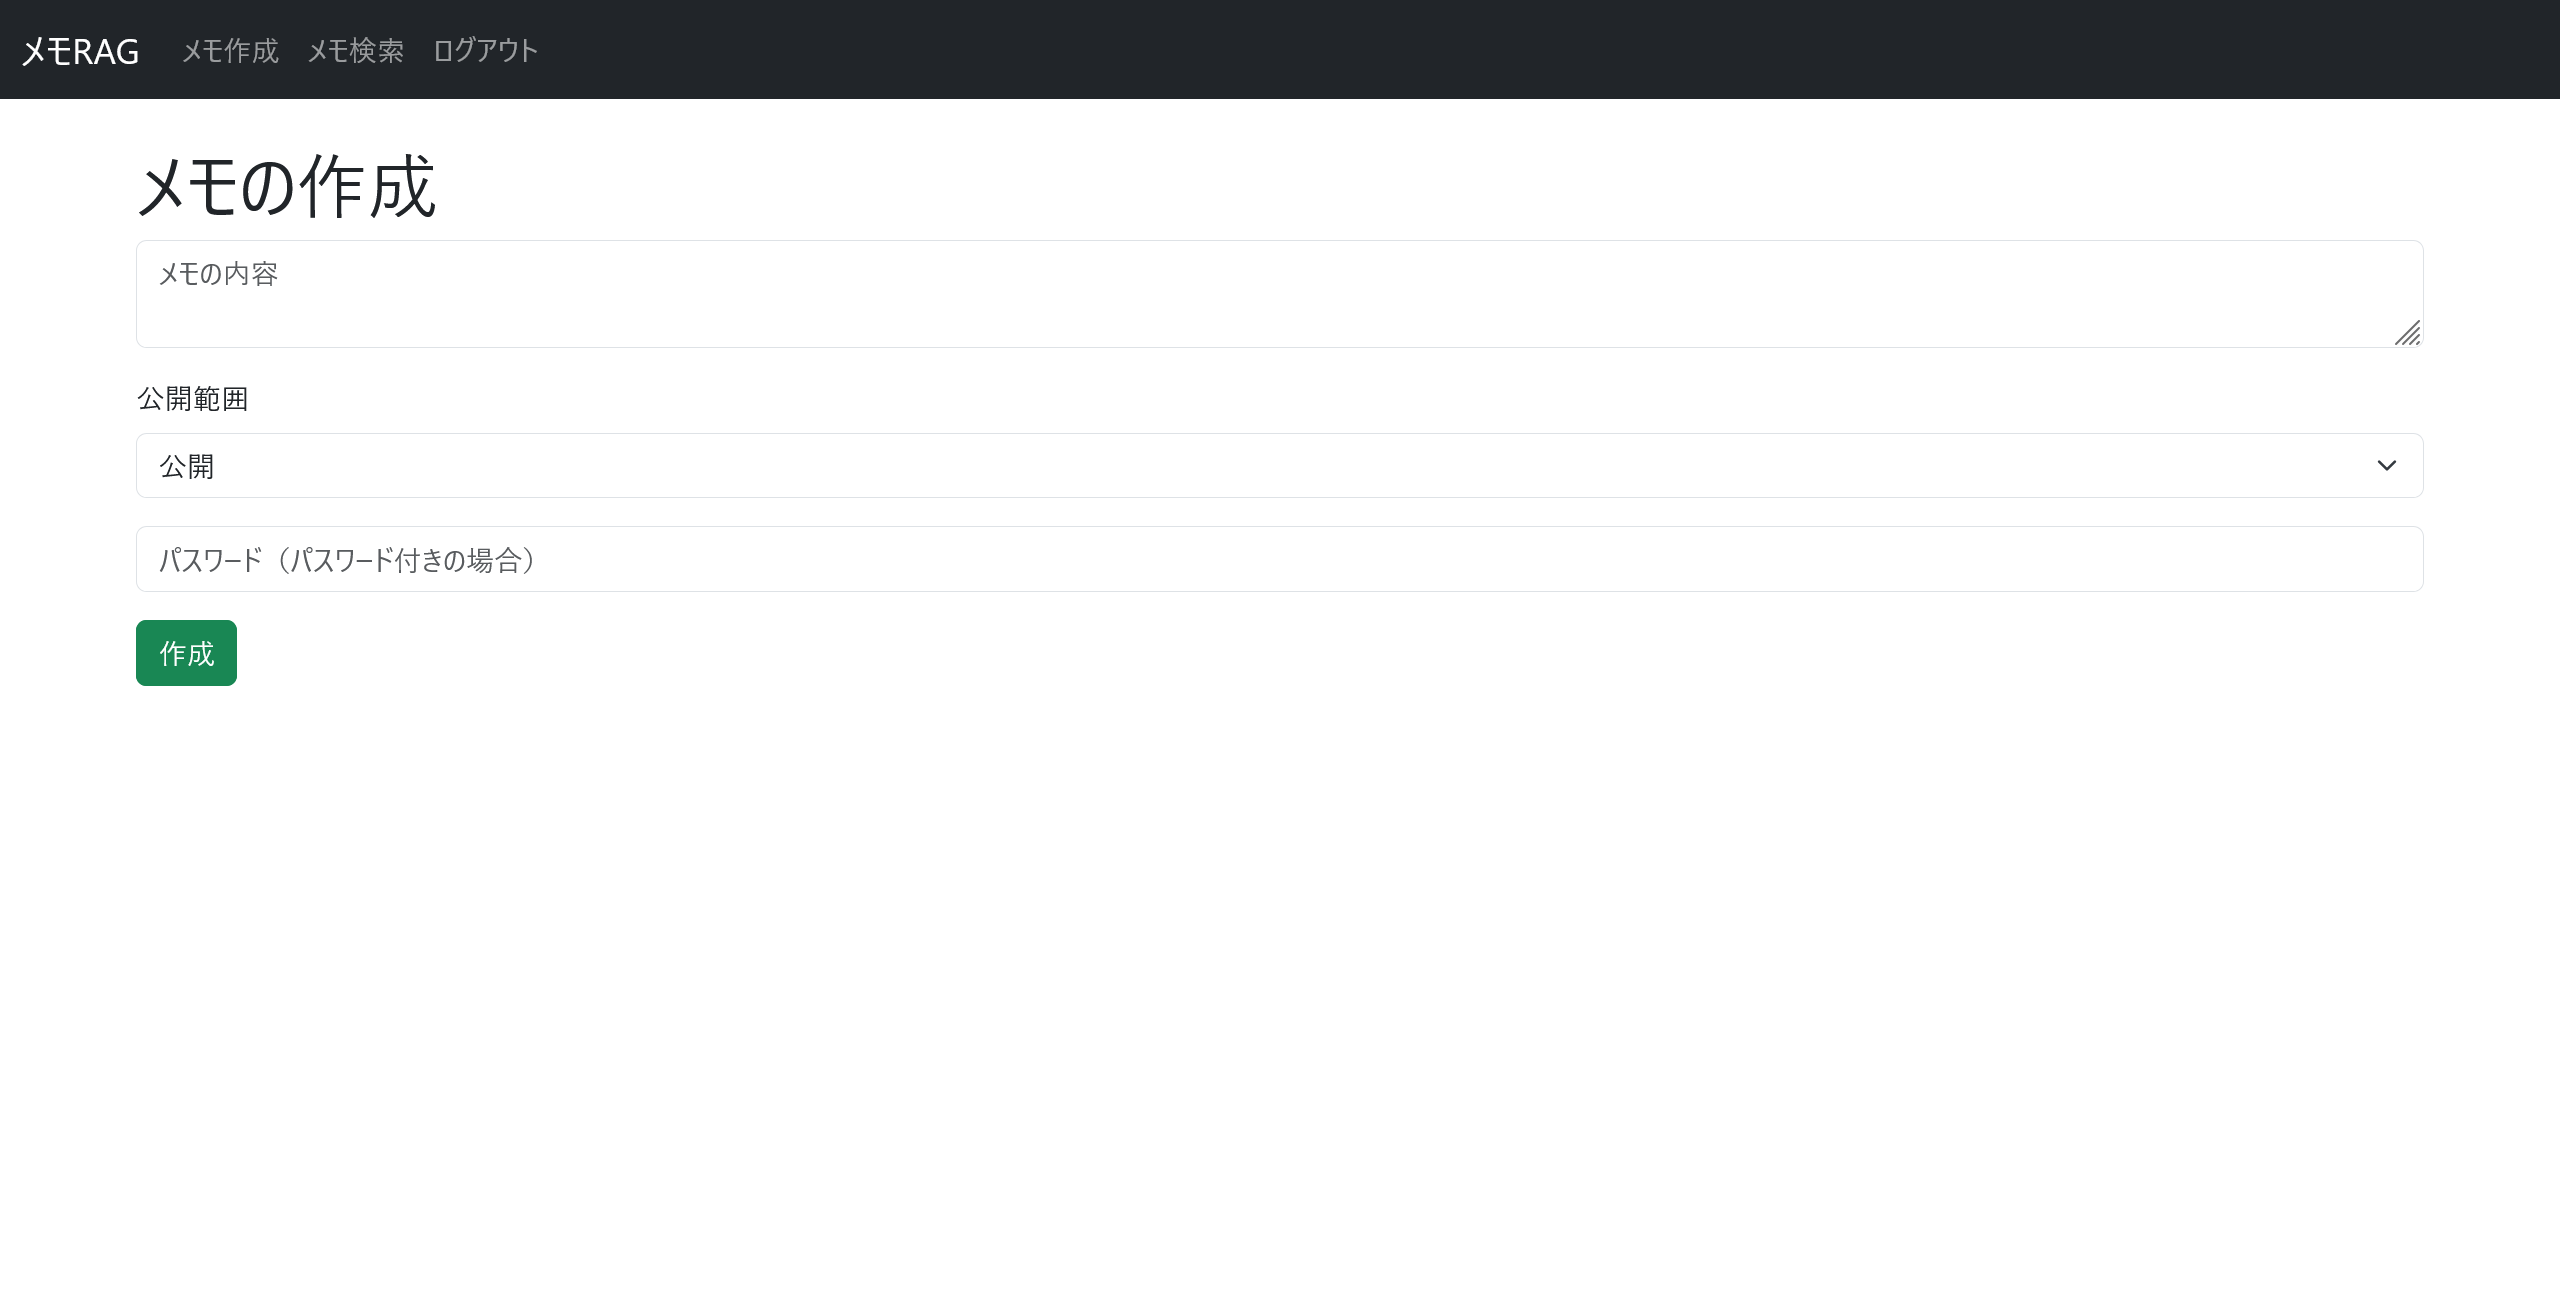 メモRAG メモ作成 メモ検索 ログアウト
メモの作成
メモの内容
公開範囲
公開
パスワード（パスワード付きの場合）
作成